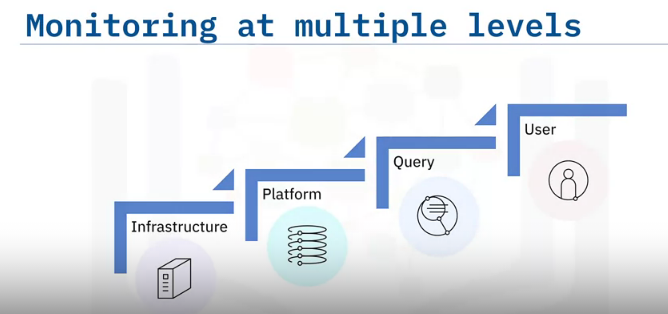 Monitoring at multiple levels
Infrastructure
Platform
Query
User